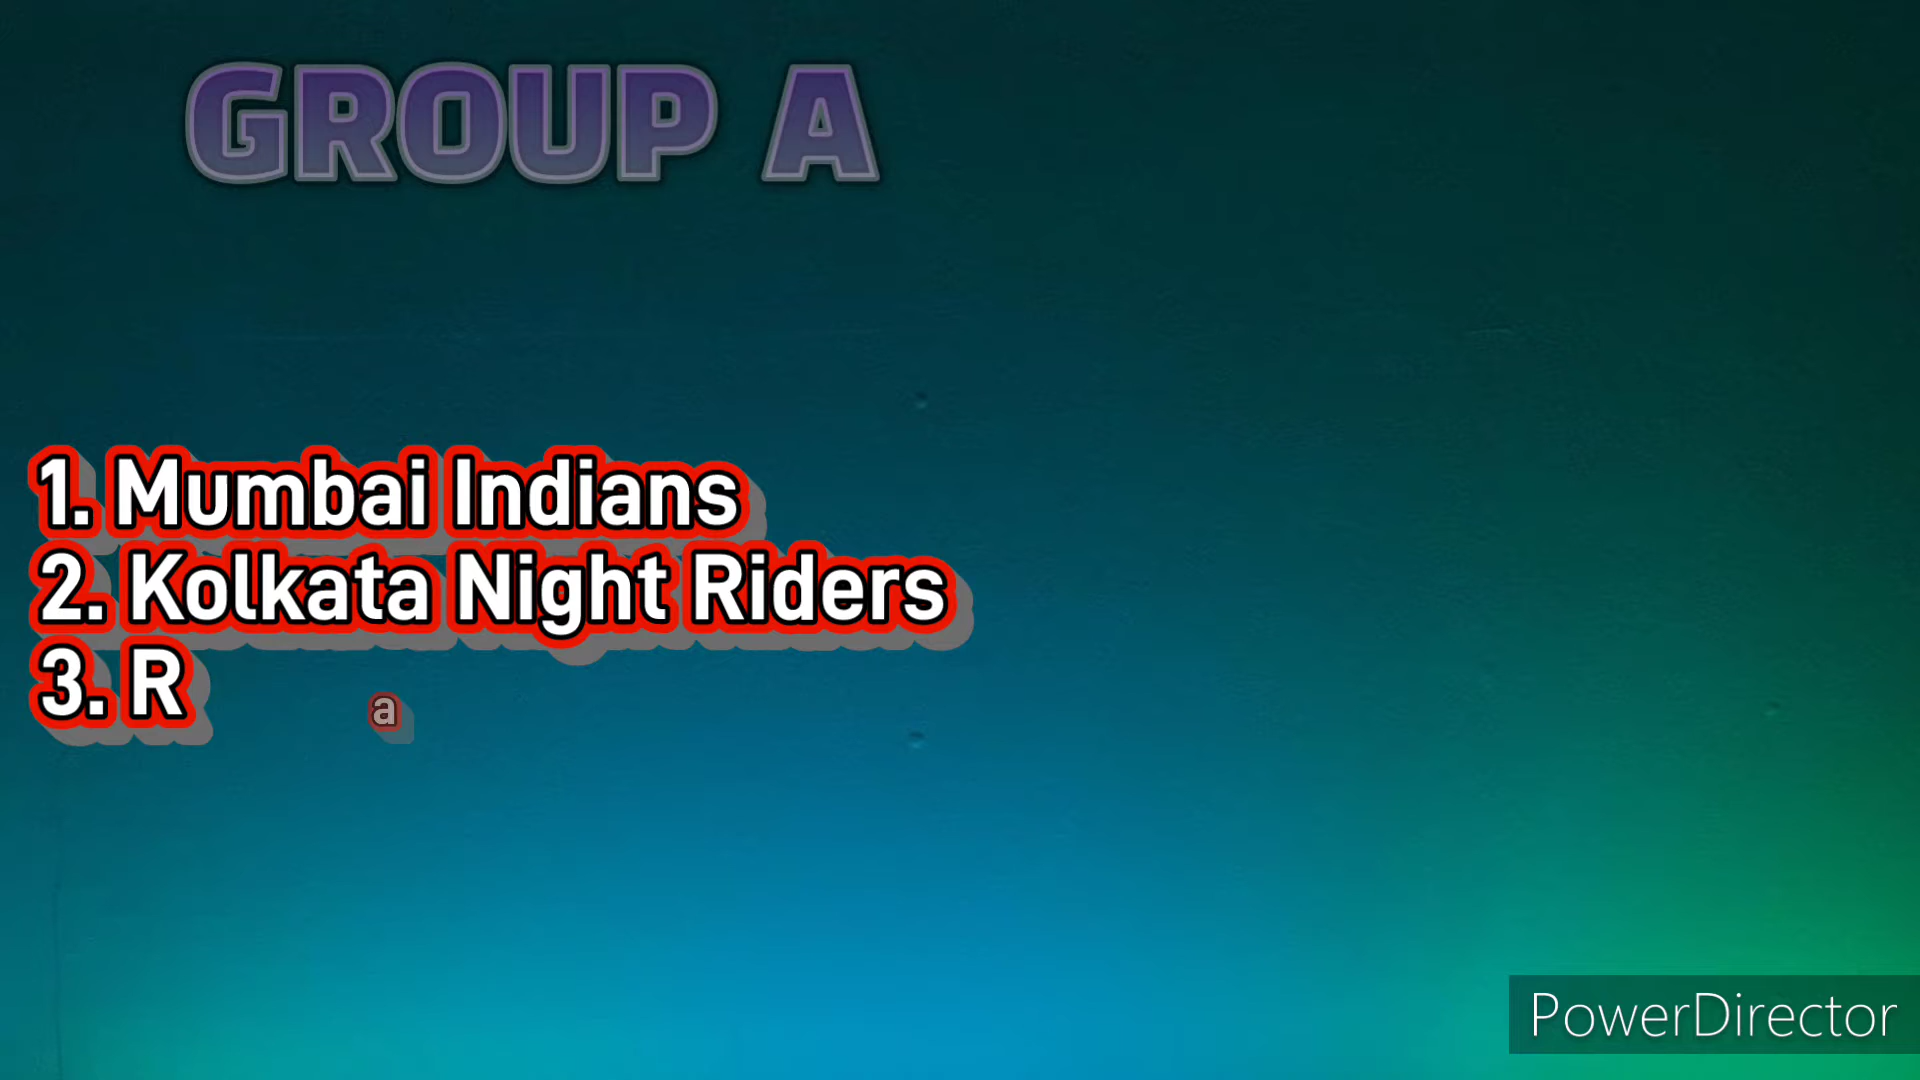 GROUP A
1. Mumbai Indians
2. Kolkata Night Riders
3. R a
PowerDirector